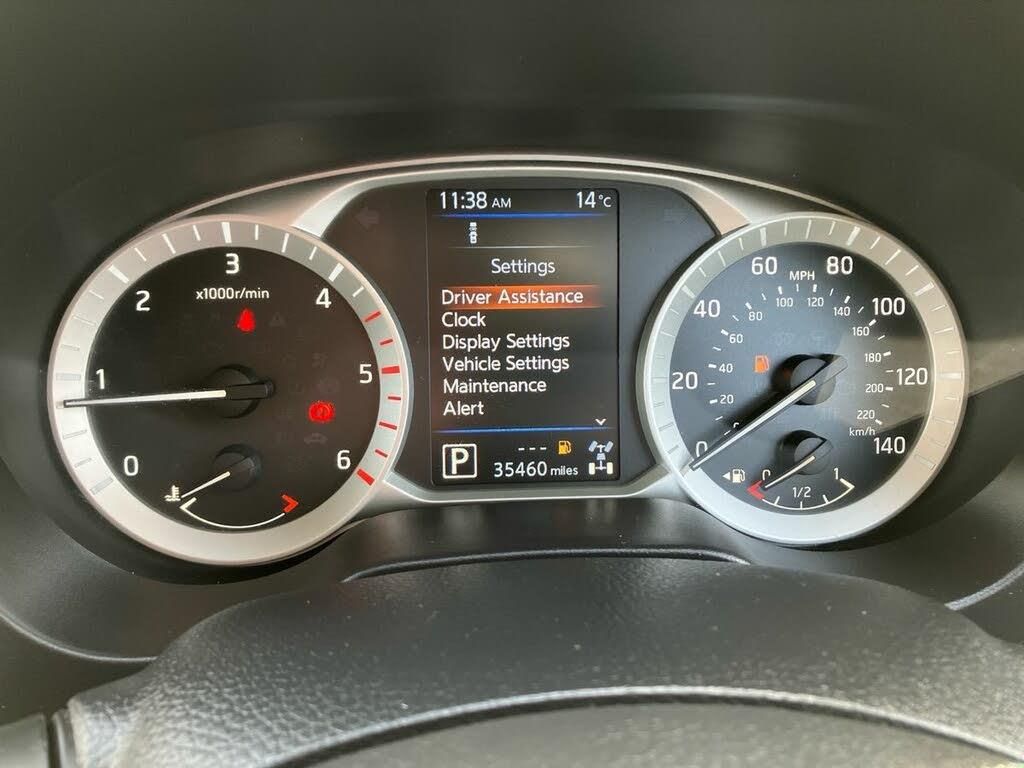 11:38 AM 14°C
Settings
Driver Assistance
Clock
Display Settings
Vehicle Settings
Maintenance
Alert
---
P 35460 miles
x1000r/min
0
1
2
3
4
5
6
MPH
0
20
40
60
80
100
120
140
20
40
60
80
100
120
140
160
180
200
220
km/h
0
1/2
1